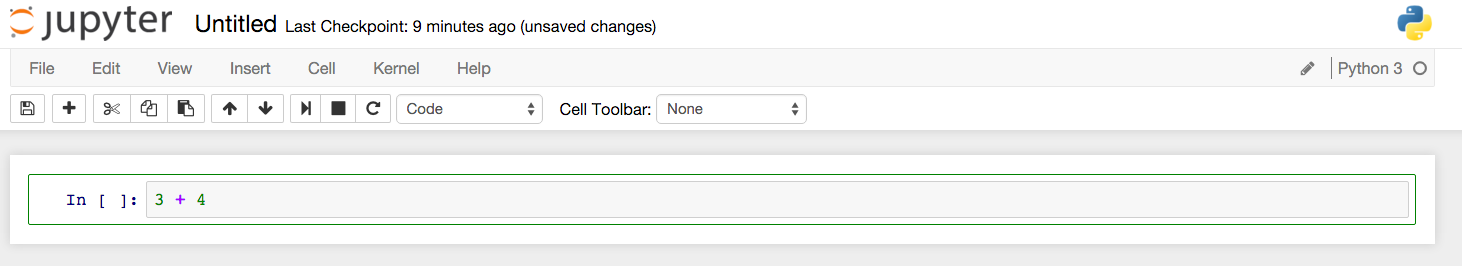 jupyter Untitled Last Checkpoint: 9 minutes ago (unsaved changes)
File Edit View Insert Cell Kernel Help Python 3
Code Cell Toolbar: None
In [ ]: 3 + 4